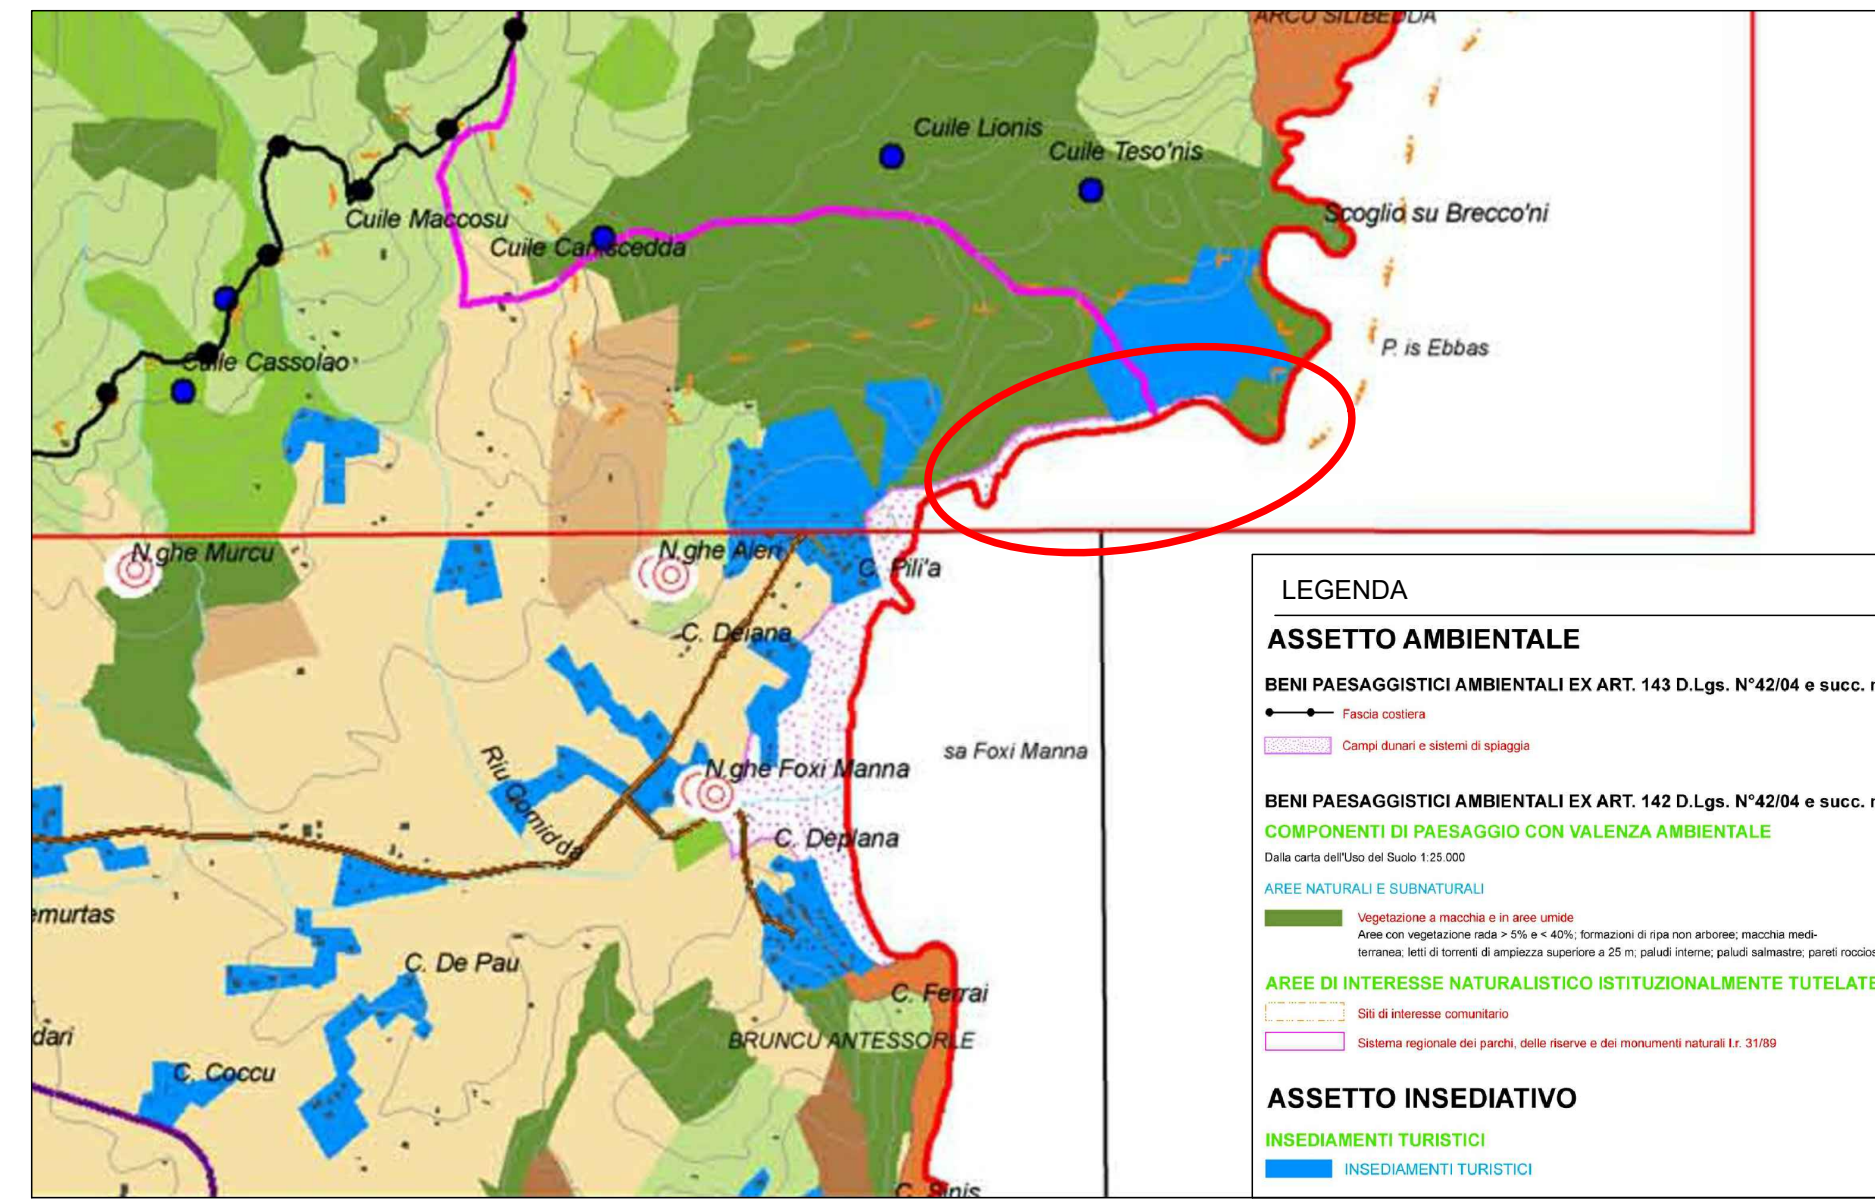 ARCU SILIBEDDA
Cuile Lionis
Cuile Teso'nis
Cuile Maccosu
Scoglio su Brecco'ni
Cuile Caniscedda
P. is Ebbas
Cuile Cassolao
N.ghe Murcu
N.ghe Aleri
C. Pili'a
C. Deiana
sa Foxi Manna
N.ghe Foxi Manna
Riu Gomidda
C. Deplana
emurtas
C. De Pau
C. Ferrai
dari
BRUNCU ANTESSORLE
C. Coccu
C. Sinis
LEGENDA
ASSETTO AMBIENTALE
BENI PAESAGGISTICI AMBIENTALI EX ART. 143 D.Lgs. N°42/04 e succ. m
Fascia costiera
Campi dunari e sistemi di spiaggia
BENI PAESAGGISTICI AMBIENTALI EX ART. 142 D.Lgs. N°42/04 e succ. m
COMPONENTI DI PAESAGGIO CON VALENZA AMBIENTALE
Dalla carta dell'Uso del Suolo 1:25.000
AREE NATURALI E SUBNATURALI
Vegetazione a macchia e in aree umide
Aree con vegetazione rada > 5% e < 40%; formazioni di ripa non arboree; macchia medi-
terranea; letti di torrenti di ampiezza superiore a 25 m; paludi interne; paludi salmastre; pareti roccios
AREE DI INTERESSE NATURALISTICO ISTITUZIONALMENTE TUTELATE
Siti di interesse comunitario
Sistema regionale dei parchi, delle riserve e dei monumenti naturali l.r. 31/89
ASSETTO INSEDIATIVO
INSEDIAMENTI TURISTICI
INSEDIAMENTI TURISTICI